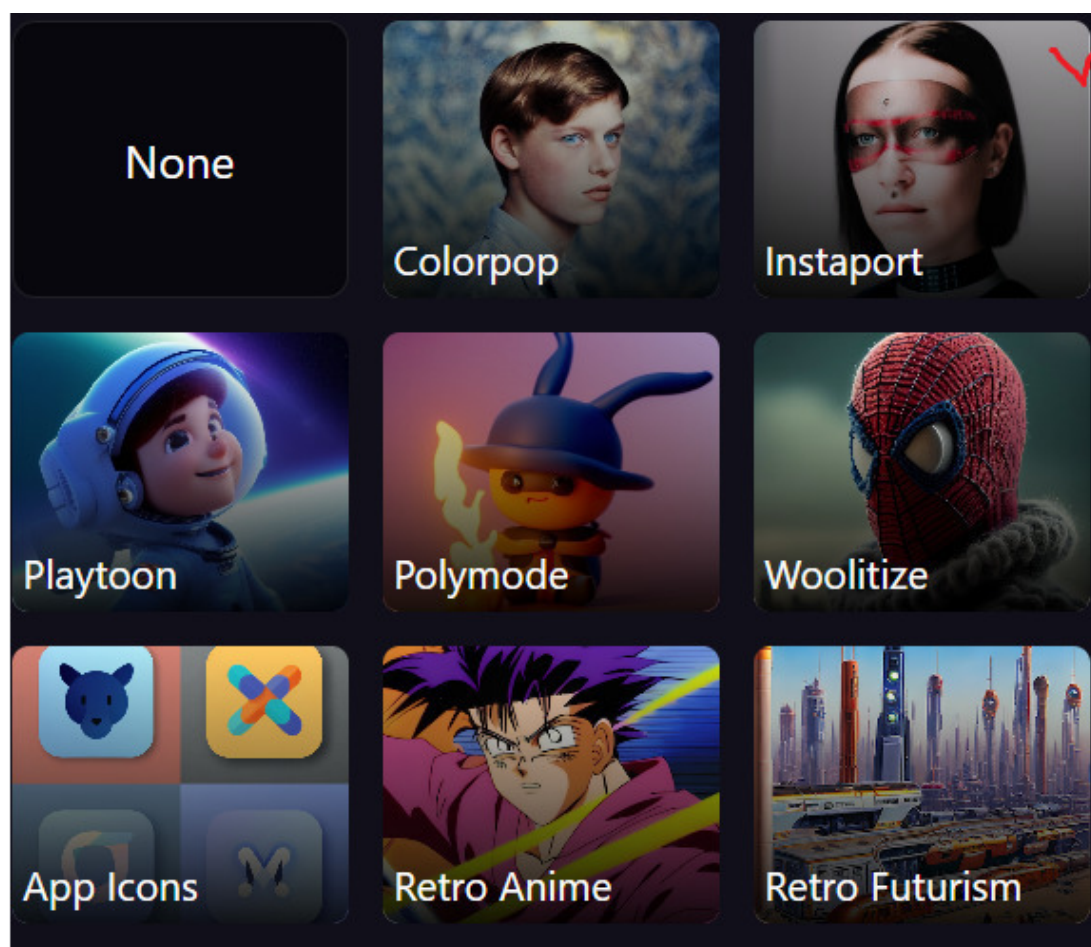 None
Colorpop
Instaport
Playtoon
Polymode
Woolitize
App Icons
Retro Anime
Retro Futurism